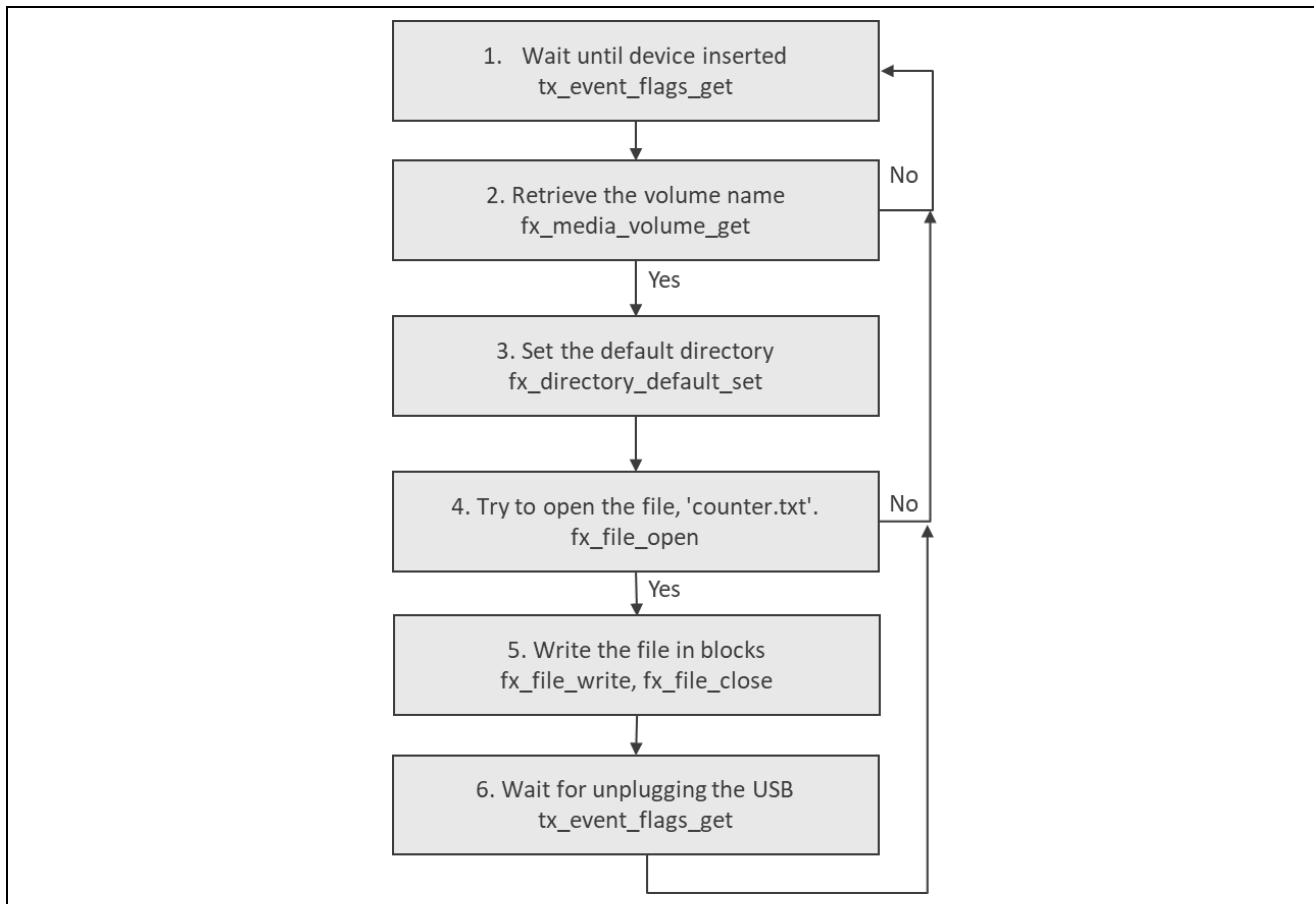 1. Wait until device inserted
tx_event_flags_get
No
2. Retrieve the volume name
fx_media_volume_get
Yes
3. Set the default directory
fx_directory_default_set
4. Try to open the file, 'counter.txt'.
fx_file_open
No
Yes
5. Write the file in blocks
fx_file_write, fx_file_close
6. Wait for unplugging the USB
tx_event_flags_get